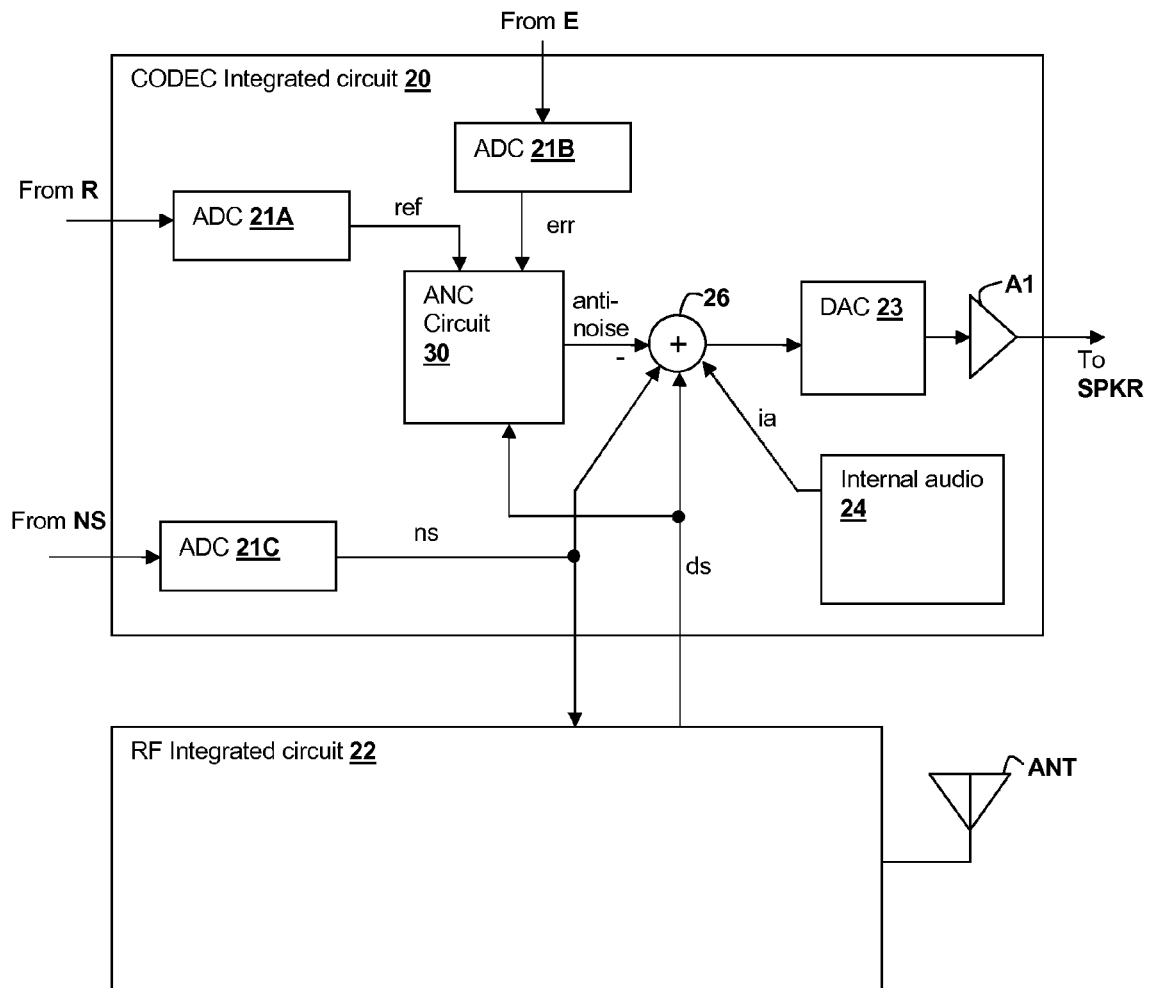 From E
CODEC Integrated circuit 20
ADC 21B
From R
ADC 21A
ref
err
ANC
Circuit
30
anti-
noise
-
26
+
DAC 23
A1
To
SPKR
ia
Internal audio
24
From NS
ADC 21C
ns
ds
RF Integrated circuit 22
ANT